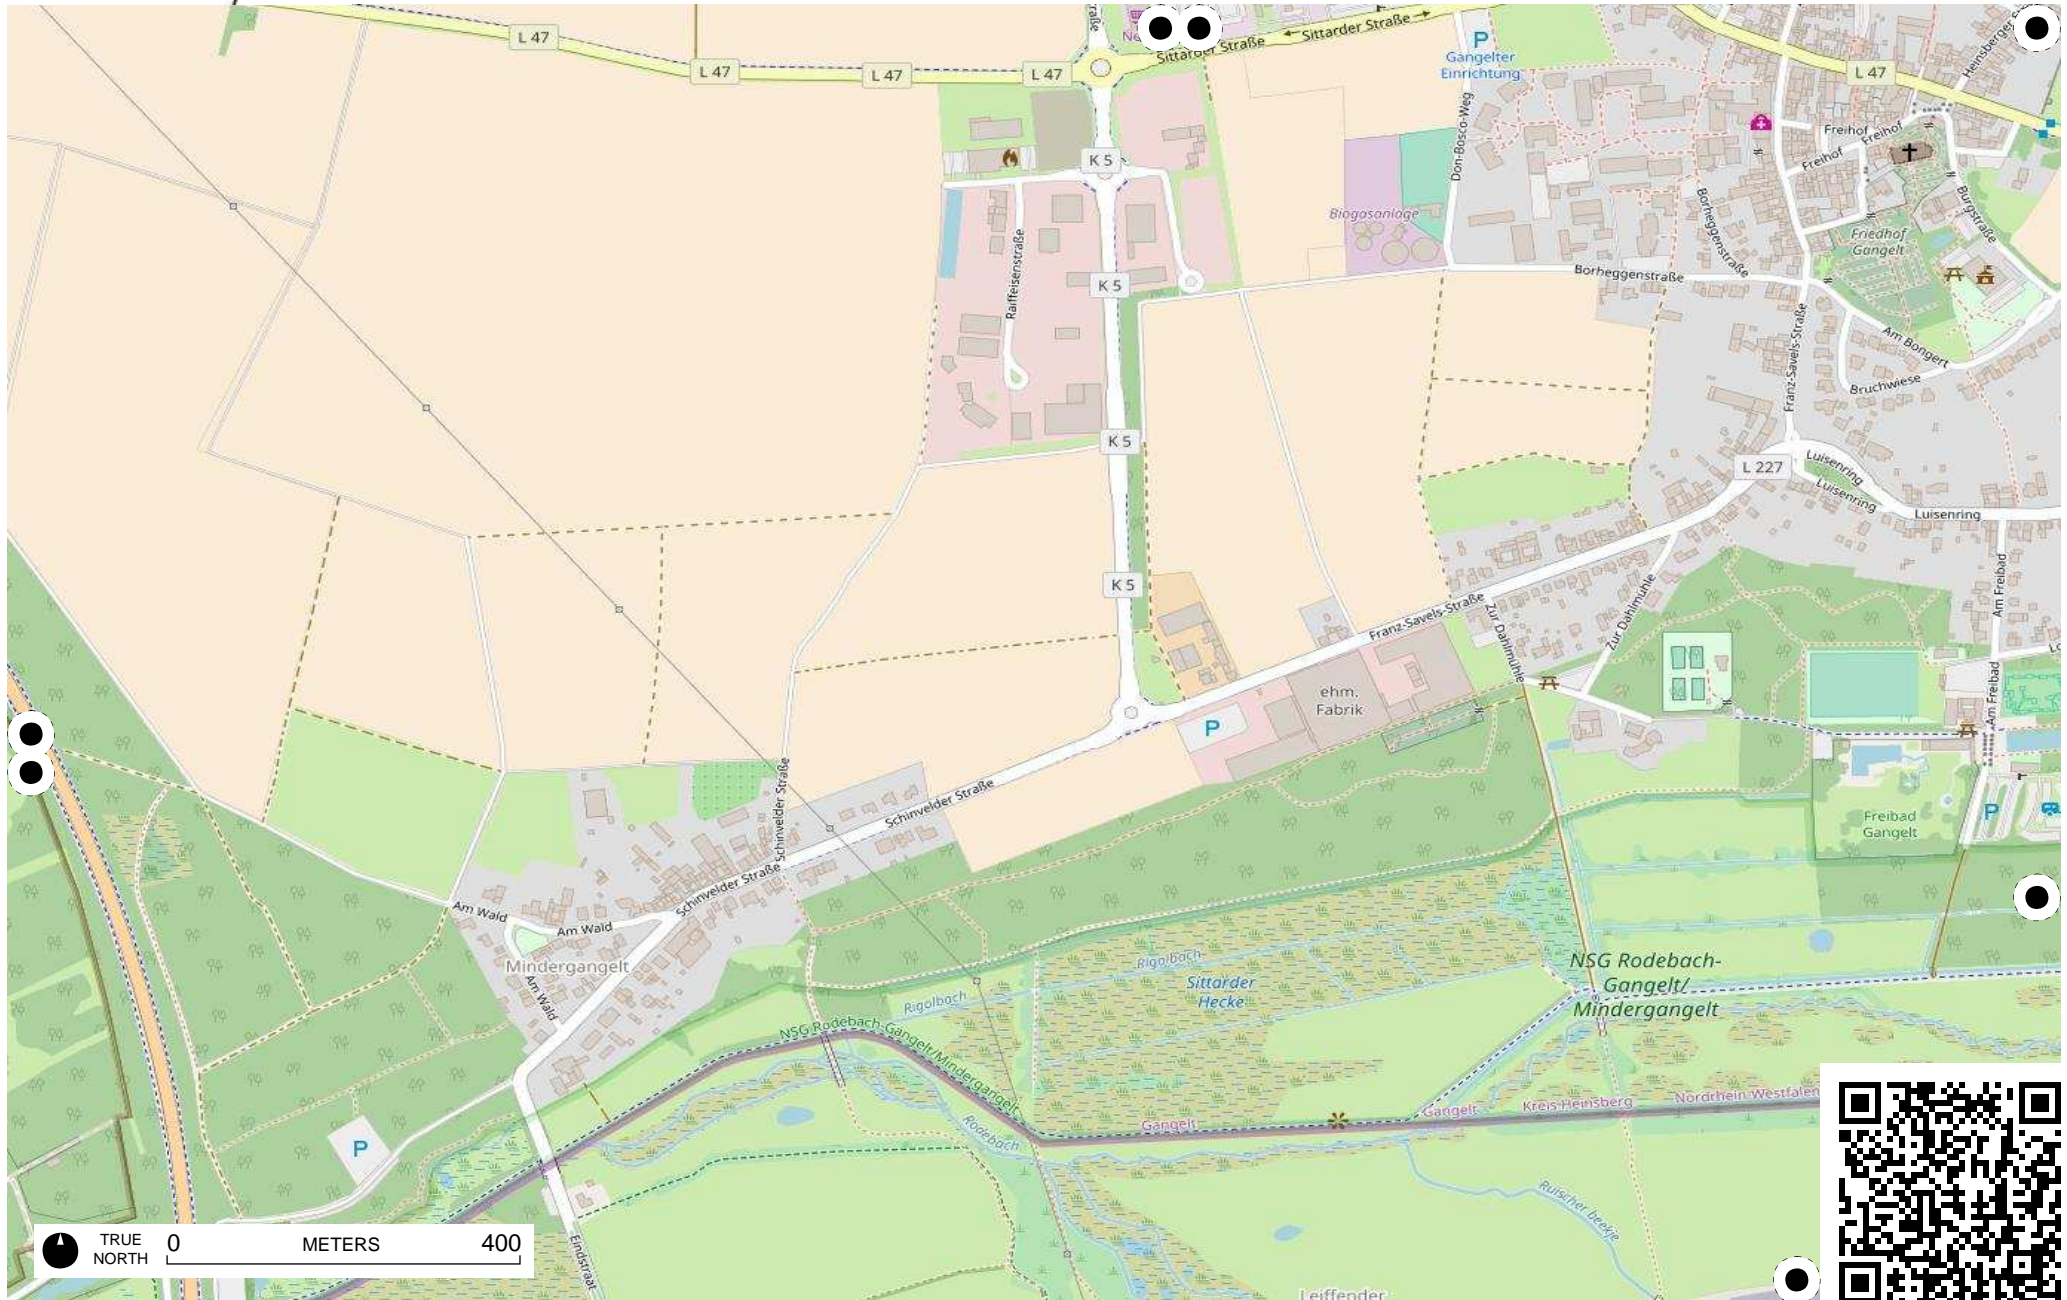 L 47
Sittarder Straße
Sittarder Straße
P
Gangelter
Einrichtung
L 47
L 47
L 47
L 47
Heinsberger
K 5
Don-Bosco-Weg
Freihof
Freihof
Freihof
Borheggenstraße
Burgstraße
Biogasanlage
Friedhof
Gangelt
Raiffeisenstraße
K 5
Borheggenstraße
Am Bongert
Franz-Savels-Straße
Bruchwiese
K 5
L 227
Luisenring
Luisenring
Luisenring
K 5
Am Freibad
Franz-Savels-Straße
Zur Dahlmühle
Zur Dahlmühle
ehm.
Fabrik
P
Am Freibad
Schinvelder Straße
Schinvelder Straße
P
Freibad
Gangelt
Schinvelder Straße
Am Wald
Am Wald
Mindergangelt
Am Wald
Rigolbach
Rigolbach
Sittarder
Hecke
NSG Rodebach-
Gangelt/
Mindergangelt
NSG Rodebach-Gangelt/Mindergangelt
Rodebach
Gangelt
Gangelt
Kreis Heinsberg
Nordrhein-Westfalen
P
Rutscher beekje
Eindstraat
Leiffender
TRUE
NORTH
0 METERS 400